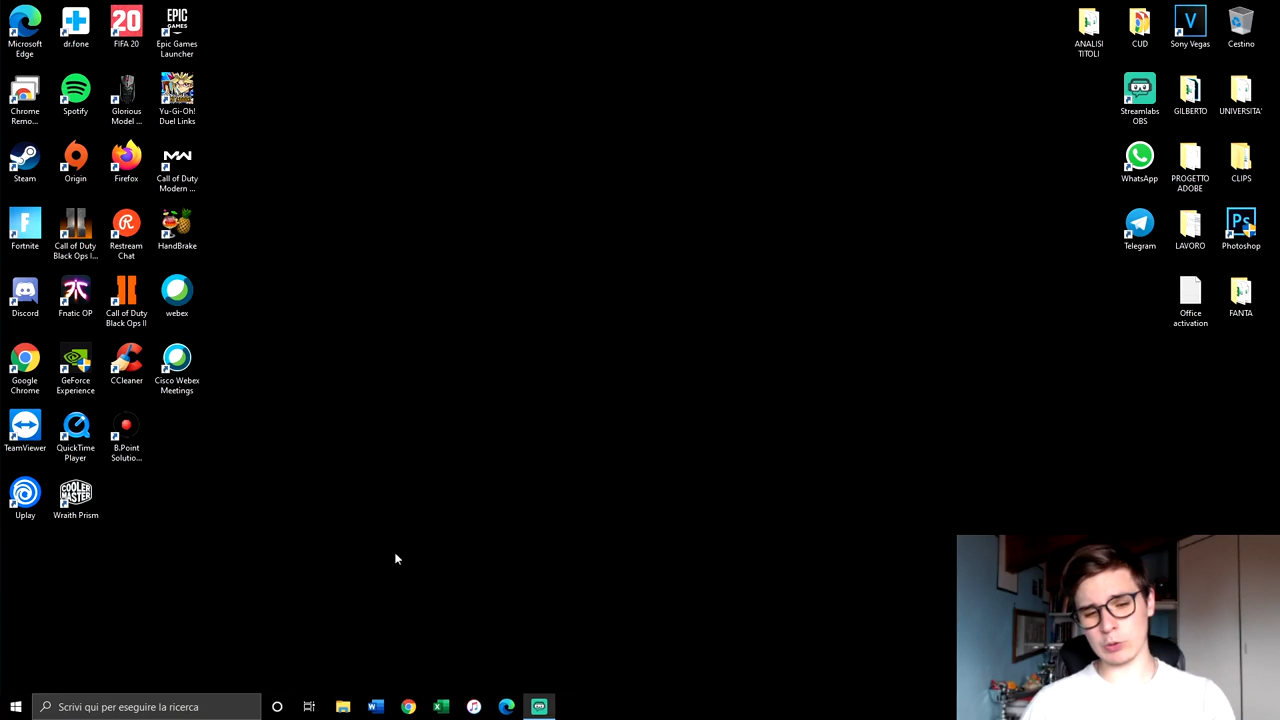 Microsoft
Edge
dr.fone
20
FIFA 20
EPIC
GAMES
Epic Games
Launcher
ANALISI
TITOLI
CUD
V
Sony Vegas
Cestino
Chrome
Remo...
Spotify
Glorious
Model ...
Yu-Gi-Oh!
Duel Links
Streamlabs
OBS
GILBERTO
UNIVERSITA'
Steam
Origin
Firefox
MW
Call of Duty
Modern ...
WhatsApp
PROGETTO
ADOBE
CLIPS
F
Fortnite
Call of Duty
Black Ops I...
R
Restream
Chat
HandBrake
Telegram
LAVORO
Ps
Photoshop
Discord
Fnatic OP
II
Call of Duty
Black Ops II
webex
Office
activation
FANTA
Google
Chrome
GeForce
Experience
CCleaner
Cisco Webex
Meetings
TeamViewer
QuickTime
Player
B.Point
Solutio...
Uplay
COOLER
MASTER
Wraith Prism
Scrivi qui per eseguire la ricerca